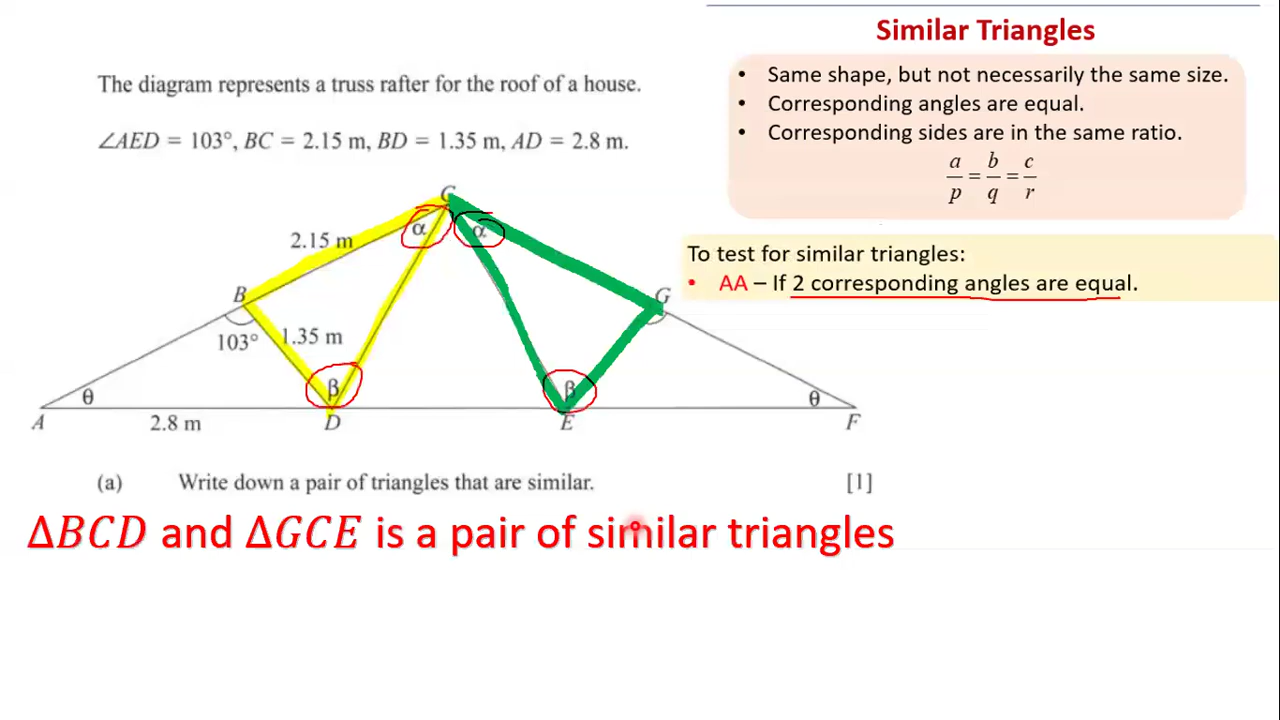 Similar Triangles
• Same shape, but not necessarily the same size.
• Corresponding angles are equal.
• Corresponding sides are in the same ratio.
a/p = b/q = c/r
To test for similar triangles:
• AA – If 2 corresponding angles are equal.
The diagram represents a truss rafter for the roof of a house.
∠AED = 103°, BC = 2.15 m, BD = 1.35 m, AD = 2.8 m.
C
α α
2.15 m
B G
103° 1.35 m
θ β β θ
A 2.8 m D E F
(a) Write down a pair of triangles that are similar. [1]
ΔBCD and ΔGCE is a pair of similar triangles